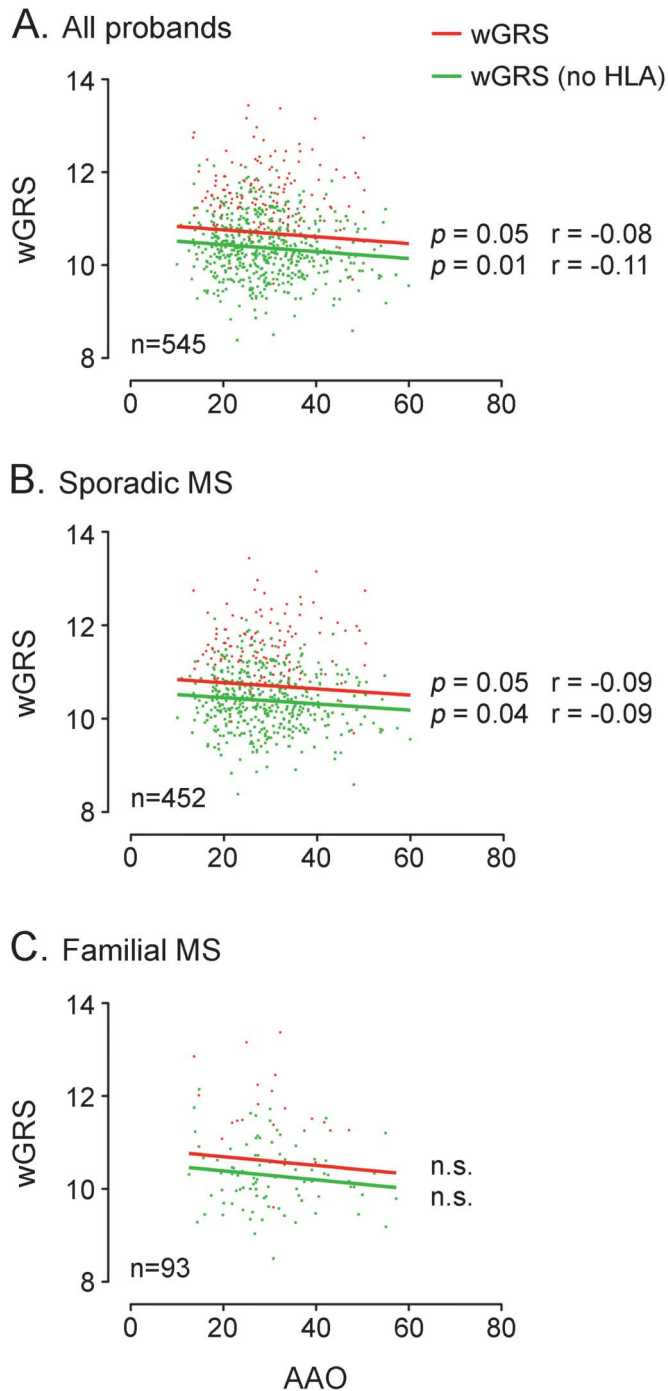 A. All probands
wGRS
wGRS (no HLA)
14
12
10
8
wGRS
p = 0.05 r = -0.08
p = 0.01 r = -0.11
n=545
0 20 40 60 80
B. Sporadic MS
14
12
10
8
wGRS
p = 0.05 r = -0.09
p = 0.04 r = -0.09
n=452
0 20 40 60 80
C. Familial MS
14
12
10
8
wGRS
n.s.
n.s.
n=93
0 20 40 60 80
AAO